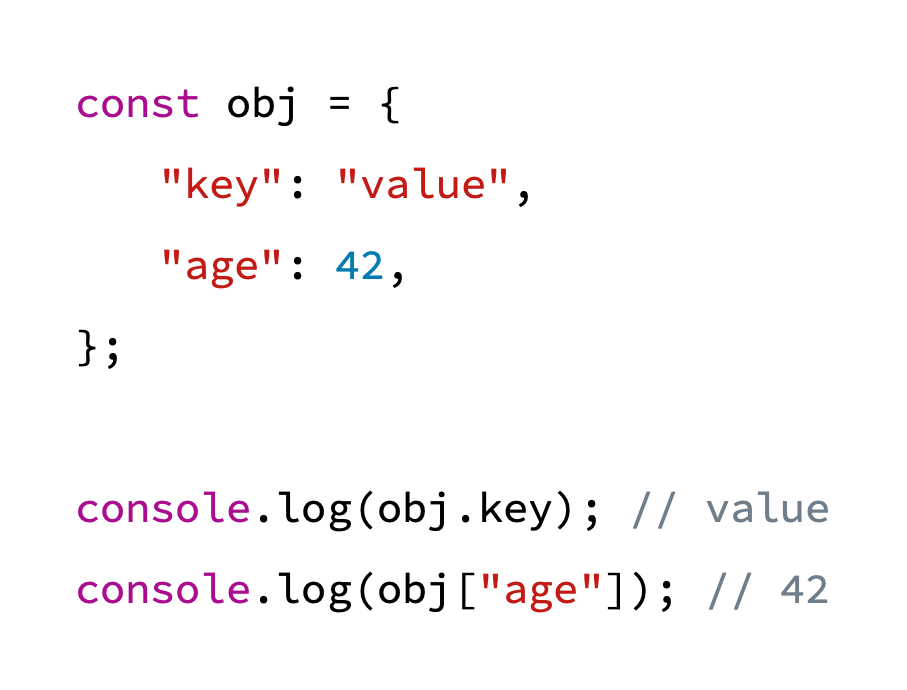 const obj = {
"key": "value",
"age": 42,
};
console.log(obj.key); // value
console.log(obj["age"]); // 42